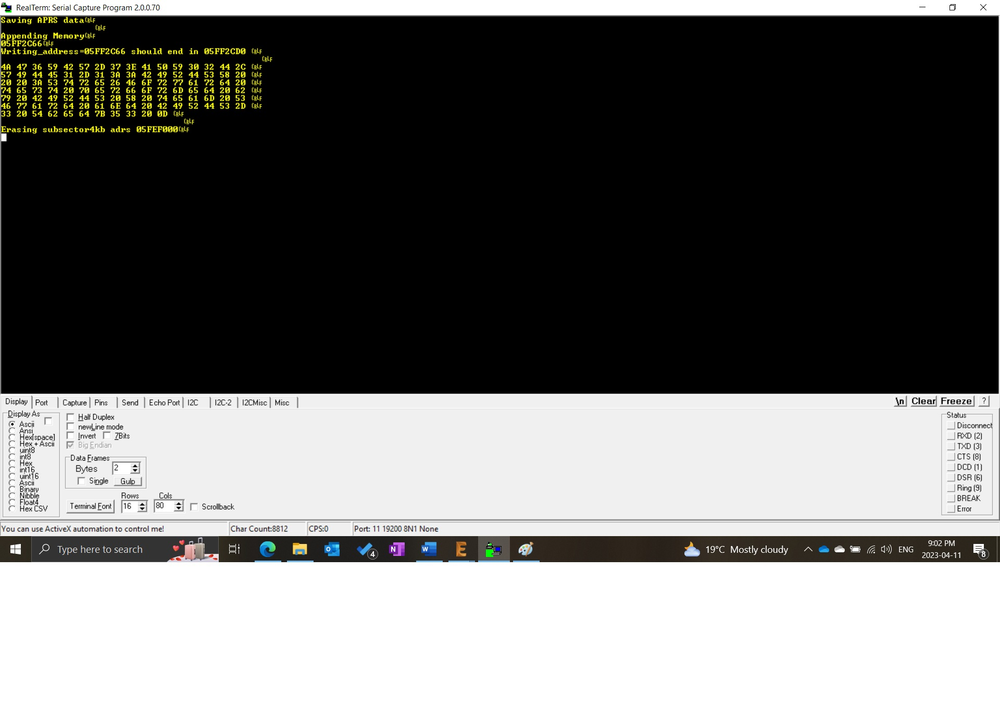 RealTerm: Serial Capture Program 2.0.0.70
Saving APRS dataCRLF
CRLF
Appending MemoryCRLF
05FF2C66CRLF
Writing_address=05FF2C66 should end in 05FF2CD0 CRLF
CRLF
4A 47 36 59 42 57 2D 37 3E 41 50 59 30 32 44 2C CRLF
57 49 44 45 31 2D 31 3A 3A 42 49 52 44 53 58 20 CRLF
20 20 3A 53 74 72 65 26 46 6F 72 77 61 72 64 20 CRLF
74 65 73 74 20 70 65 72 66 6F 72 6D 65 64 20 62 CRLF
79 20 42 49 52 44 53 20 58 20 74 65 61 6D 20 53 CRLF
46 77 61 72 64 20 61 6E 64 20 42 49 52 44 53 2D CRLF
33 20 54 62 65 64 7B 35 33 20 0D CRLF
CRLF
Erasing subsector4kb adrs 05FEF000CRLF
Display Port Capture Pins Send Echo Port I2C I2C-2 I2CMisc Misc
\n Clear Freeze ?
Display As
Ascii
Ansi
Hex[space]
Hex + Ascii
uint8
int8
Hex
int16
uint16
Ascii
Binary
Nibble
Float4
Hex CSV
Half Duplex
newLine mode
Invert 7Bits
Big Endian
Data Frames
Bytes 2
Single Gulp
Rows Cols
Terminal Font 16 80 Scrollback
Status
Disconnect
RXD (2)
TXD (3)
CTS (8)
DCD (1)
DSR (6)
Ring (9)
BREAK
Error
You can use ActiveX automation to control me! Char Count:8812 CPS:0 Port: 11 19200 8N1 None
Type here to search
4
N
W
E
19°C Mostly cloudy
ENG
9:02 PM
2023-04-11
8